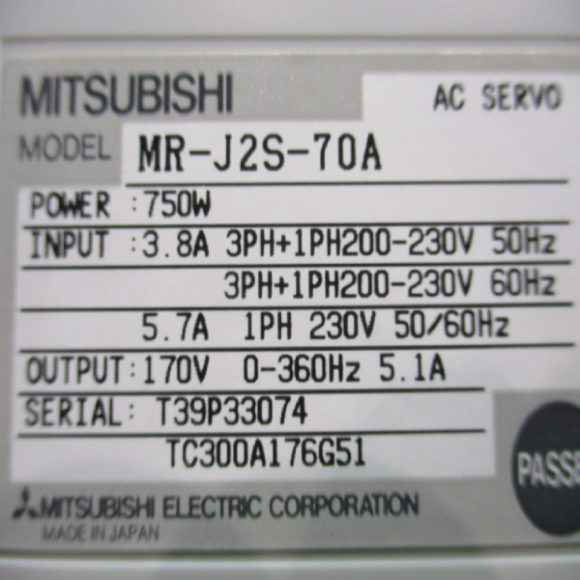 MITSUBISHI
AC SERVO
MODEL MR-J2S-70A
POWER :750W
INPUT :3.8A 3PH+1PH200-230V 50Hz
3PH+1PH200-230V 60Hz
5.7A 1PH 230V 50/60Hz
OUTPUT:170V 0-360Hz 5.1A
SERIAL: T39P33074
TC300A176G51
PASSE
MITSUBISHI ELECTRIC CORPORATION
MADE IN JAPAN